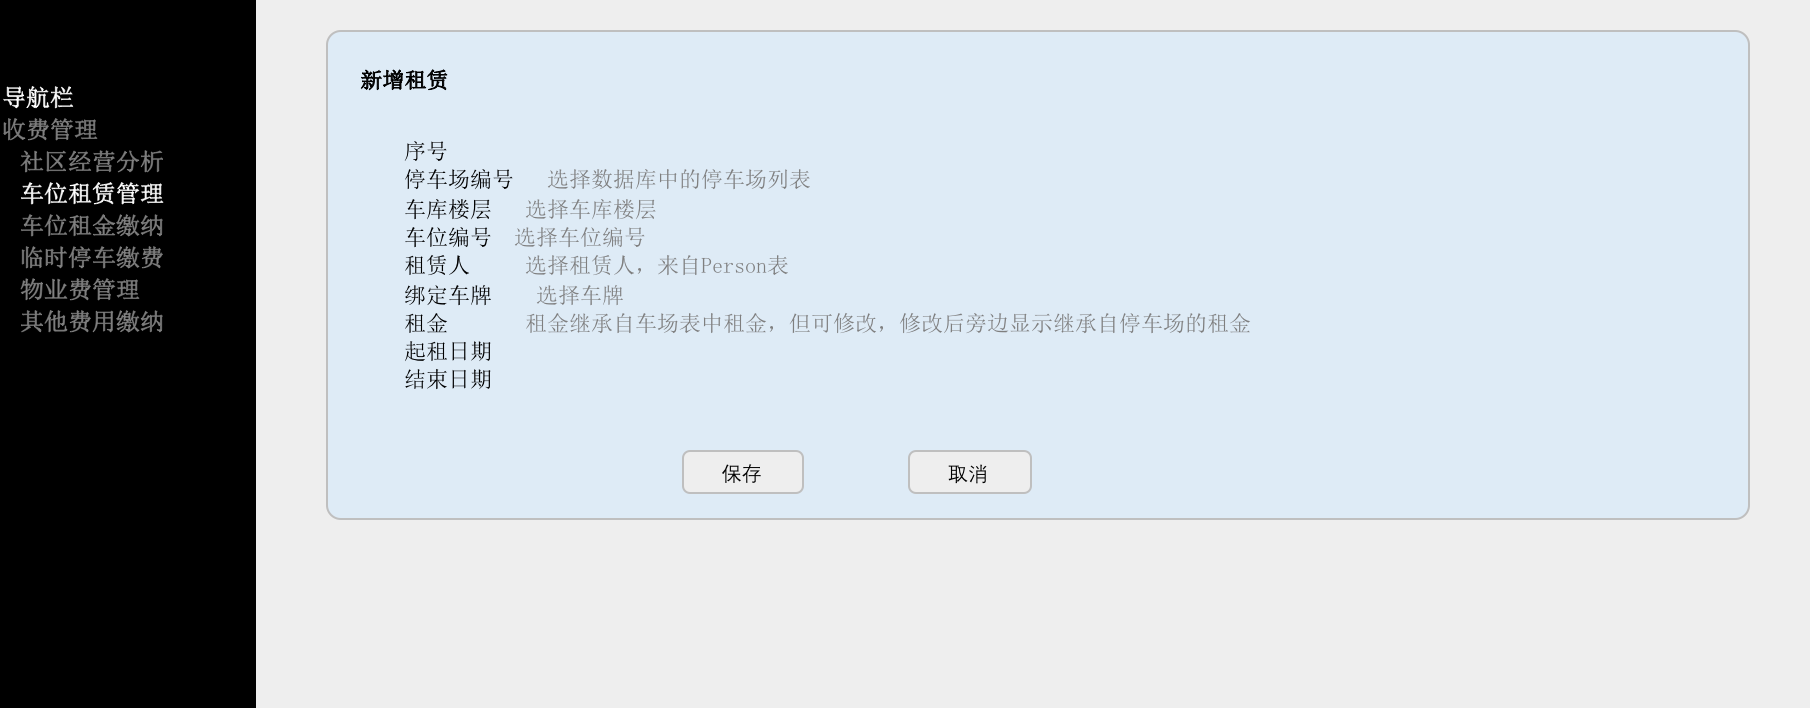 导航栏
收费管理
社区经营分析
车位租赁管理
车位租金缴纳
临时停车缴费
物业费管理
其他费用缴纳
新增租赁
序号
停车场编号 选择数据库中的停车场列表
车库楼层 选择车库楼层
车位编号 选择车位编号
租赁人 选择租赁人，来自Person表
绑定车牌 选择车牌
租金 租金继承自车场表中租金，但可修改，修改后旁边显示继承自停车场的租金
起租日期
结束日期
保存 取消